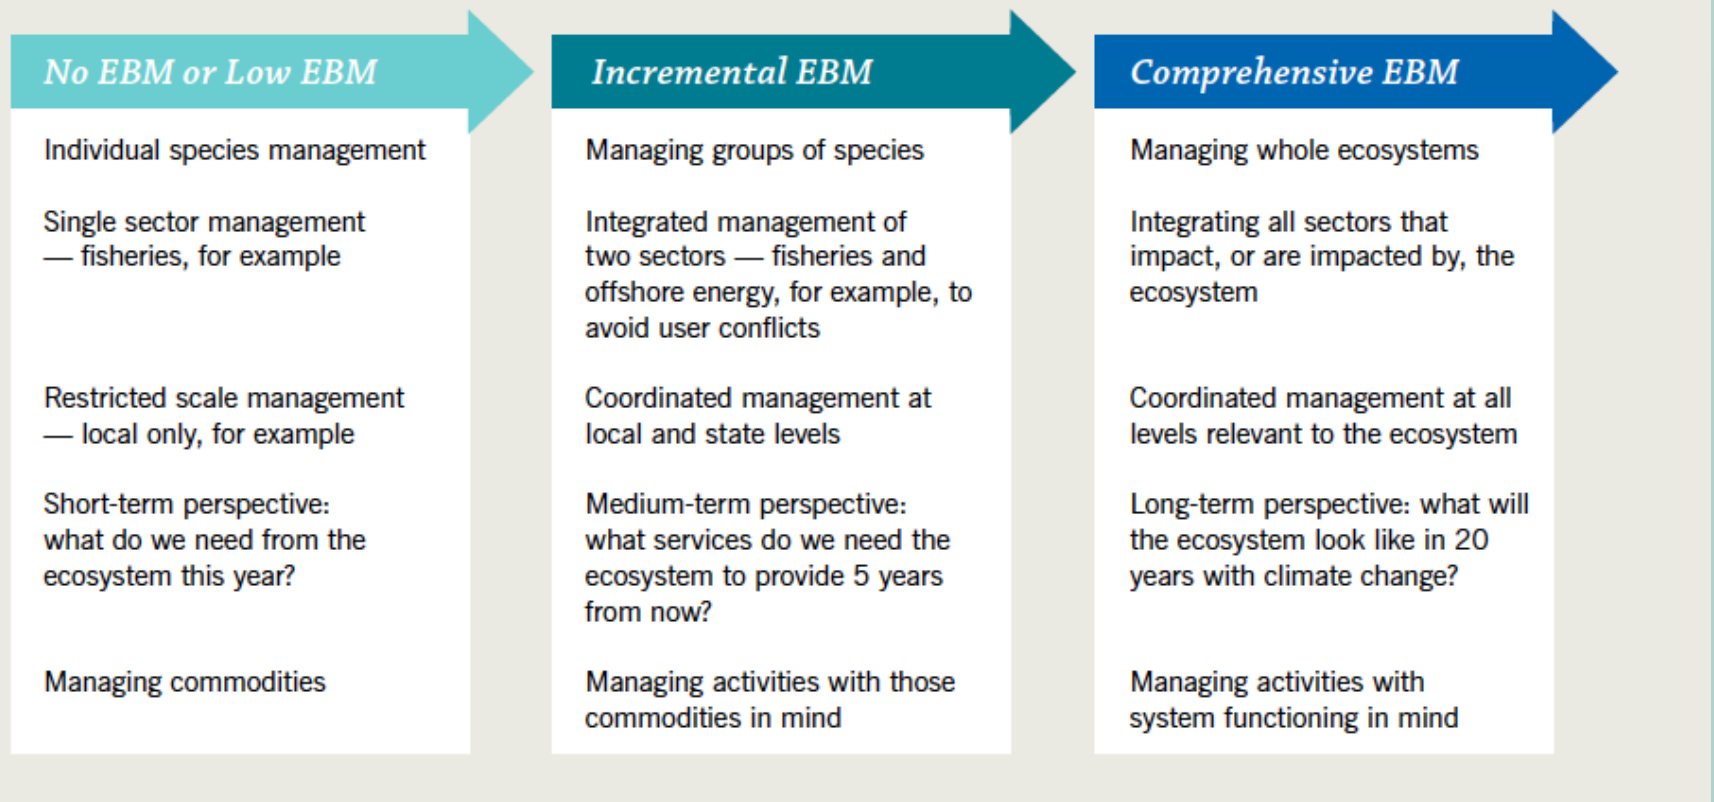 No EBM or Low EBM
Individual species management
Single sector management
— fisheries, for example
Restricted scale management
— local only, for example
Short-term perspective:
what do we need from the
ecosystem this year?
Managing commodities
Incremental EBM
Managing groups of species
Integrated management of
two sectors — fisheries and
offshore energy, for example, to
avoid user conflicts
Coordinated management at
local and state levels
Medium-term perspective:
what services do we need the
ecosystem to provide 5 years
from now?
Managing activities with those
commodities in mind
Comprehensive EBM
Managing whole ecosystems
Integrating all sectors that
impact, or are impacted by, the
ecosystem
Coordinated management at all
levels relevant to the ecosystem
Long-term perspective: what will
the ecosystem look like in 20
years with climate change?
Managing activities with
system functioning in mind